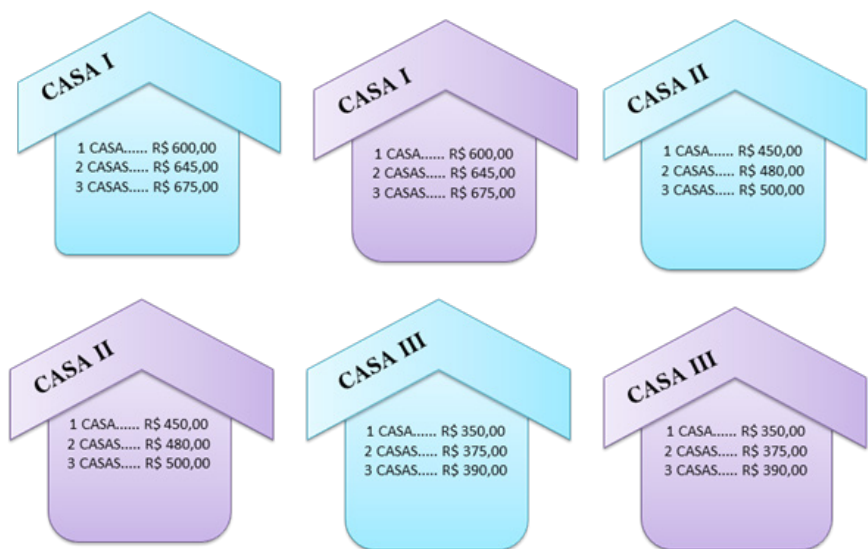 CASA I
1 CASA...... R$ 600,00
2 CASAS..... R$ 645,00
3 CASAS..... R$ 675,00
CASA I
1 CASA...... R$ 600,00
2 CASAS..... R$ 645,00
3 CASAS..... R$ 675,00
CASA II
1 CASA...... R$ 450,00
2 CASAS..... R$ 480,00
3 CASAS..... R$ 500,00
CASA II
1 CASA...... R$ 450,00
2 CASAS..... R$ 480,00
3 CASAS..... R$ 500,00
CASA III
1 CASA...... R$ 350,00
2 CASAS..... R$ 375,00
3 CASAS..... R$ 390,00
CASA III
1 CASA...... R$ 350,00
2 CASAS..... R$ 375,00
3 CASAS..... R$ 390,00